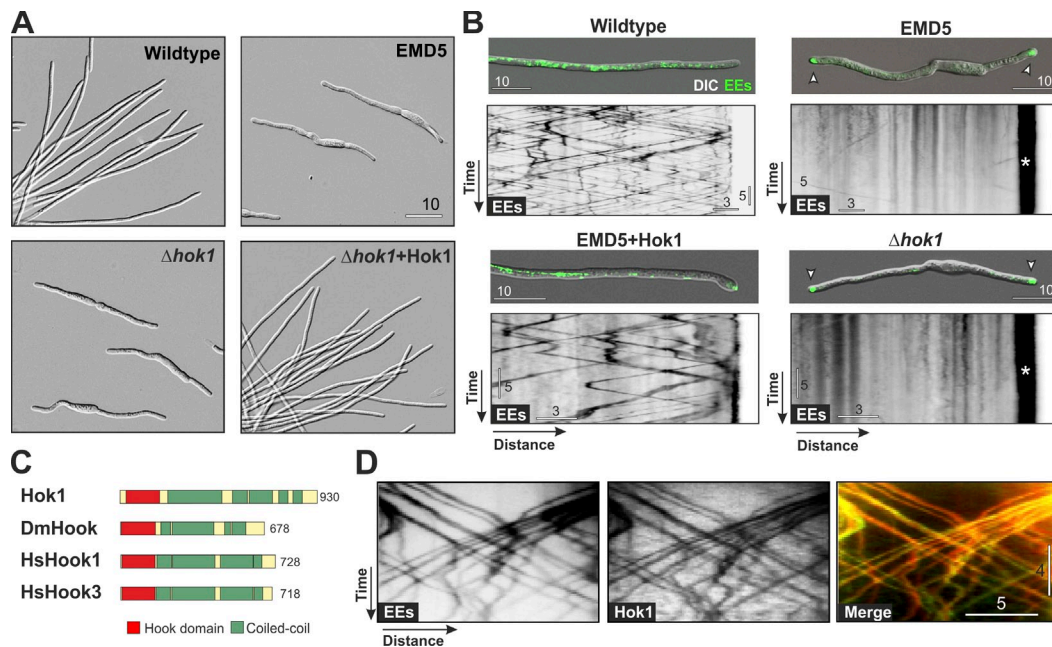 A
Wildtype
EMD5
10
Δhok1
Δhok1+Hok1
B
Wildtype
EMD5
10
DIC EEs
10
Time
5
3
EEs
Time
5
3
EEs
*
EMD5+Hok1
Δhok1
10
10
Time
5
3
EEs
Distance
Time
5
3
EEs
*
Distance
C
Hok1
930
DmHook
678
HsHook1
728
HsHook3
718
Hook domain
Coiled-coil
D
Time
EEs
Distance
Hok1
Merge
4
5